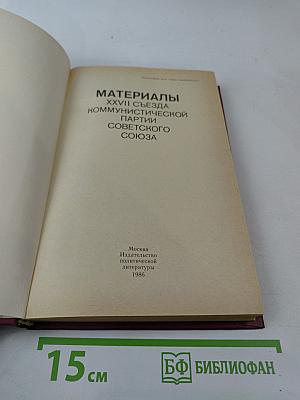 МАТЕРИАЛЫ
XXVII СЪЕЗДА
КОММУНИСТИЧЕСКОЙ
ПАРТИИ
СОВЕТСКОГО
СОЮЗА
Москва
Издательство
политической
литературы
1986
15 см
БФ БИБЛИОФАН